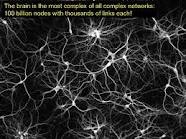 The brain is the most complex of all complex networks:
100 billion nodes with thousands of links each!